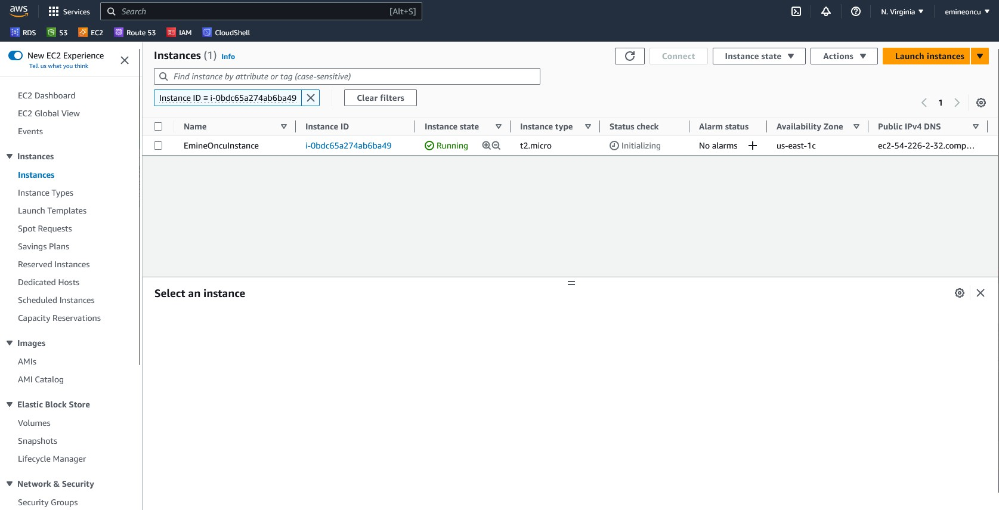 aws
Services
Search
[Alt+S]
N. Virginia
emineoncu
RDS
S3
EC2
Route 53
IAM
CloudShell
New EC2 Experience
Tell us what you think
EC2 Dashboard
EC2 Global View
Events
Instances
Instances
Instance Types
Launch Templates
Spot Requests
Savings Plans
Reserved Instances
Dedicated Hosts
Scheduled Instances
Capacity Reservations
Images
AMIs
AMI Catalog
Elastic Block Store
Volumes
Snapshots
Lifecycle Manager
Network & Security
Security Groups
Instances (1) Info
Connect
Instance state
Actions
Launch instances
Find instance by attribute or tag (case-sensitive)
Instance ID = i-0bdc65a274ab6ba49
Clear filters
1
Name Instance ID Instance state Instance type Status check Alarm status Availability Zone Public IPv4 DNS
EmineOncuInstance i-0bdc65a274ab6ba49 Running t2.micro Initializing No alarms + us-east-1c ec2-54-226-2-32.comp...
Select an instance